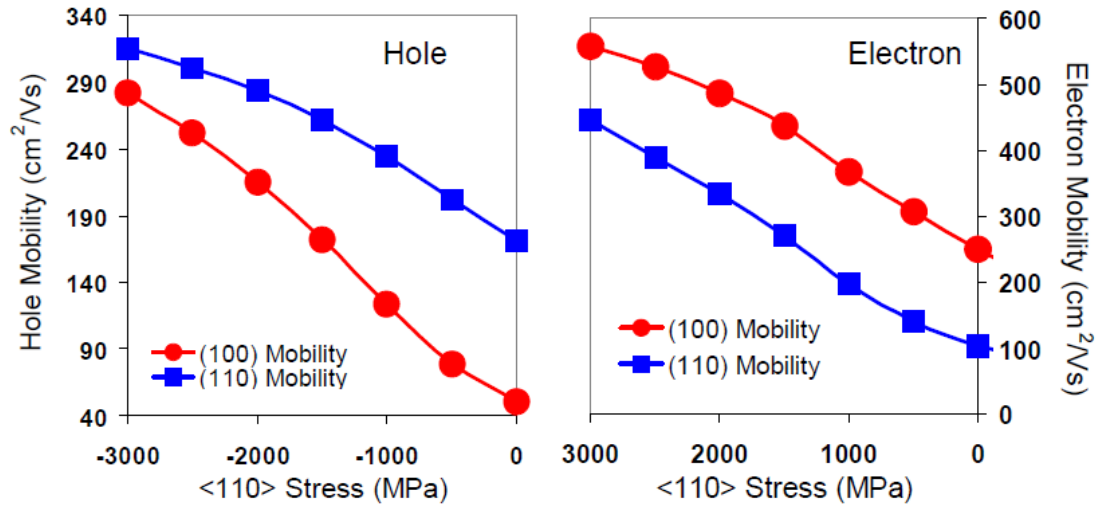 Hole
Hole Mobility (cm²/Vs)
340
290
240
190
140
90
40
(100) Mobility
(110) Mobility
-3000
-2000
-1000
0
<110> Stress (MPa)
Electron
Electron Mobility (cm²/Vs)
600
500
400
300
200
100
0
(100) Mobility
(110) Mobility
3000
2000
1000
0
<110> Stress (MPa)